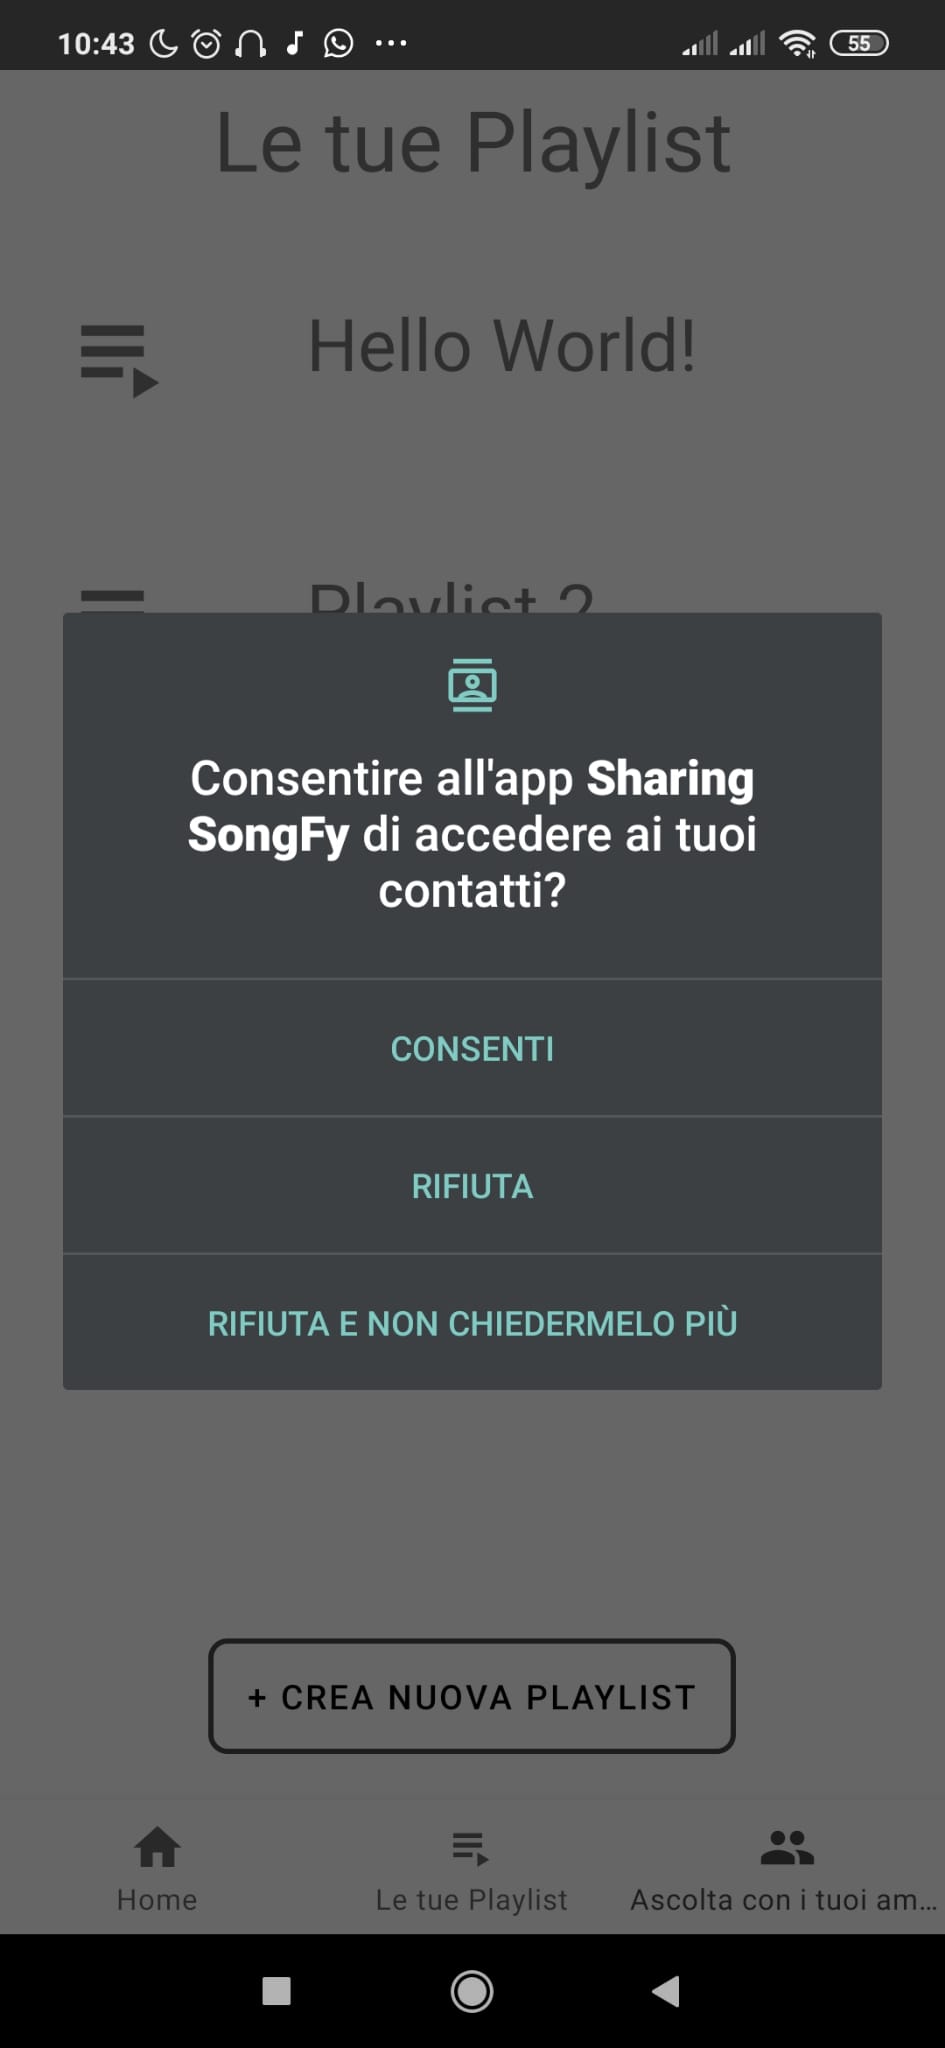 10:43
55
Le tue Playlist
Hello World!
Playlist 2
Consentire all'app Sharing
SongFy di accedere ai tuoi
contatti?
CONSENTI
RIFIUTA
RIFIUTA E NON CHIEDERMELO PIÙ
+ CREA NUOVA PLAYLIST
Home
Le tue Playlist
Ascolta con i tuoi am...